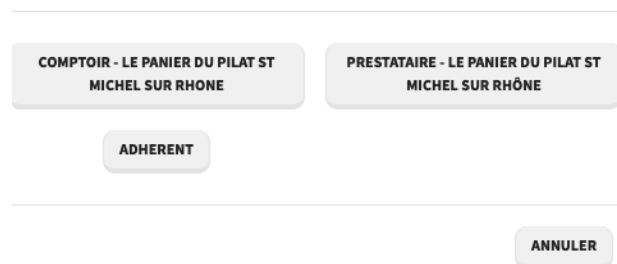 COMPTOIR - LE PANIER DU PILAT ST
MICHEL SUR RHONE
PRESTATAIRE - LE PANIER DU PILAT ST
MICHEL SUR RHÔNE
ADHERENT
ANNULER